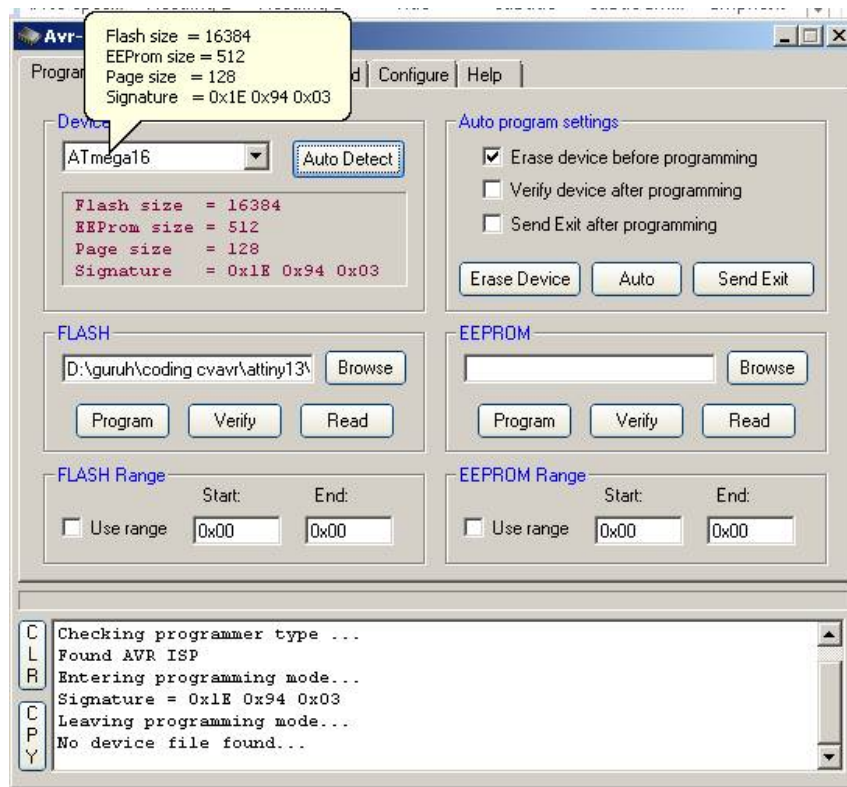 Avr-
Flash size = 16384
EEProm size = 512
Page size = 128
Signature = 0x1E 0x94 0x03
Configure
Help
Auto program settings
ATmega16
Auto Detect
Erase device before programming
Verify device after programming
Send Exit after programming
Flash size = 16384
EEProm size = 512
Page size = 128
Signature = 0x1E 0x94 0x03
Erase Device
Auto
Send Exit
FLASH
D:\guruh\coding cvavr\attiny13\
Browse
Program
Verify
Read
EEPROM
Browse
Program
Verify
Read
FLASH Range
Start:
End:
Use range
0x00
0x00
EEPROM Range
Start:
End:
Use range
0x00
0x00
CLR
CPY
Checking programmer type ...
Found AVR ISP
Entering programming mode...
Signature = 0x1E 0x94 0x03
Leaving programming mode...
No device file found...